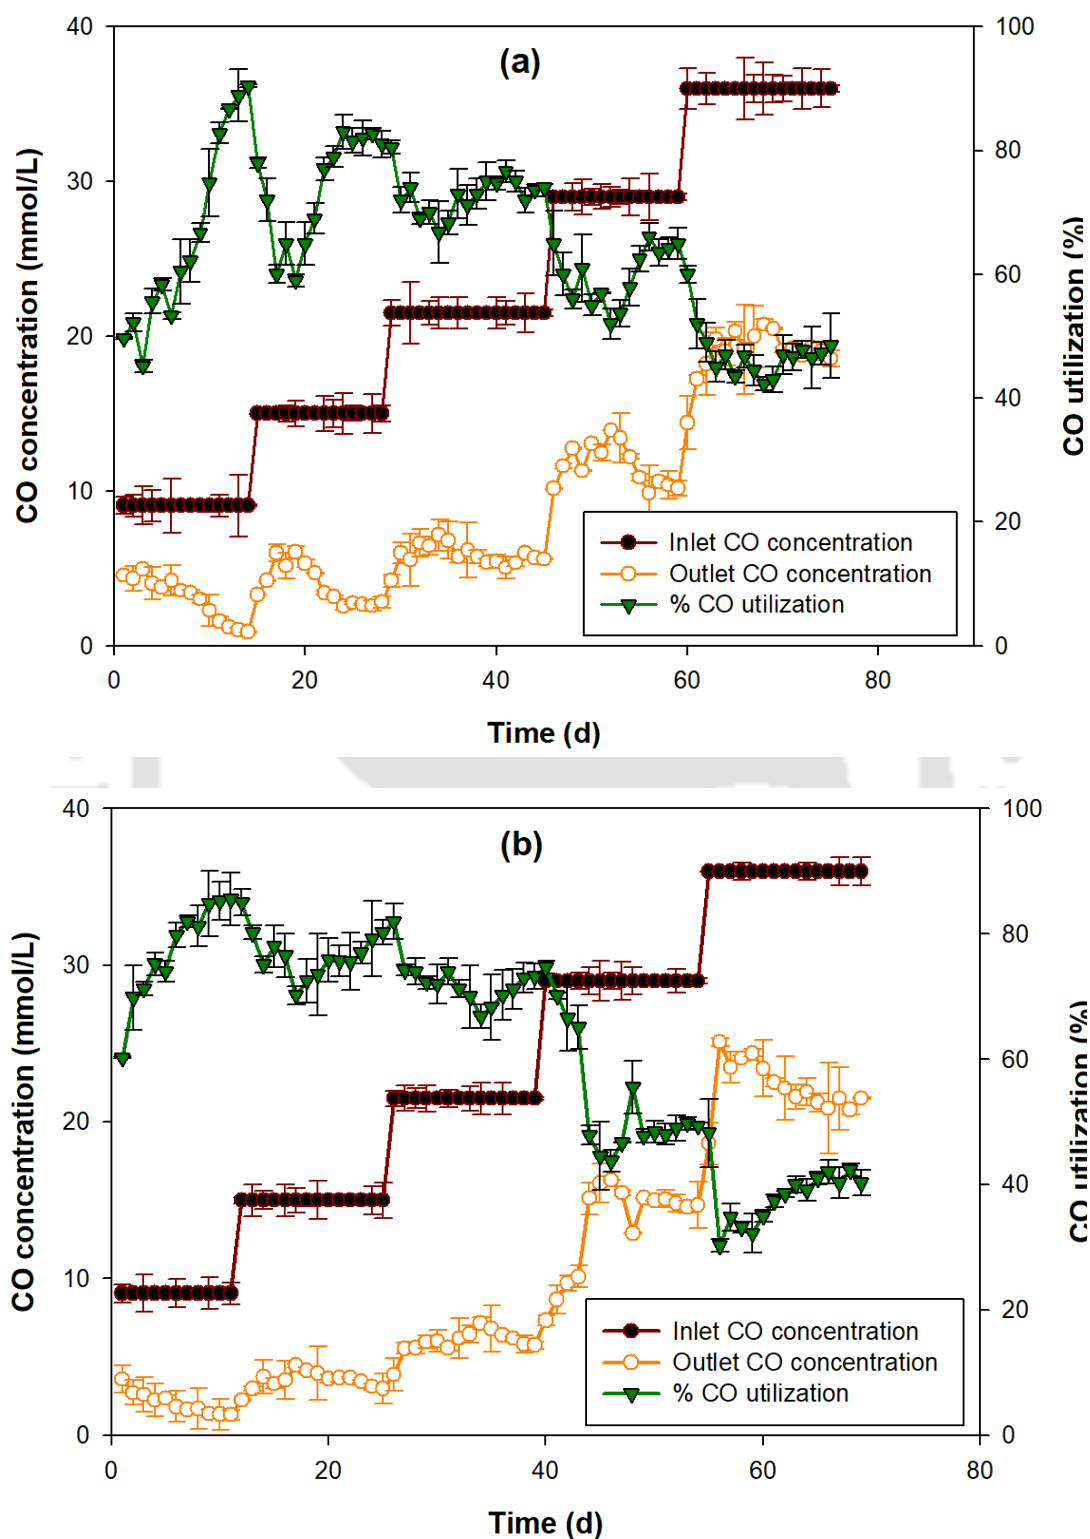 (a)
40
30
20
10
0
CO concentration (mmol/L)
100
80
60
40
20
0
CO utilization (%)
Inlet CO concentration
Outlet CO concentration
% CO utilization
0 20 40 60 80
Time (d)
(b)
40
30
20
10
0
CO concentration (mmol/L)
100
80
60
40
20
0
CO utilization (%)
Inlet CO concentration
Outlet CO concentration
% CO utilization
0 20 40 60 80
Time (d)